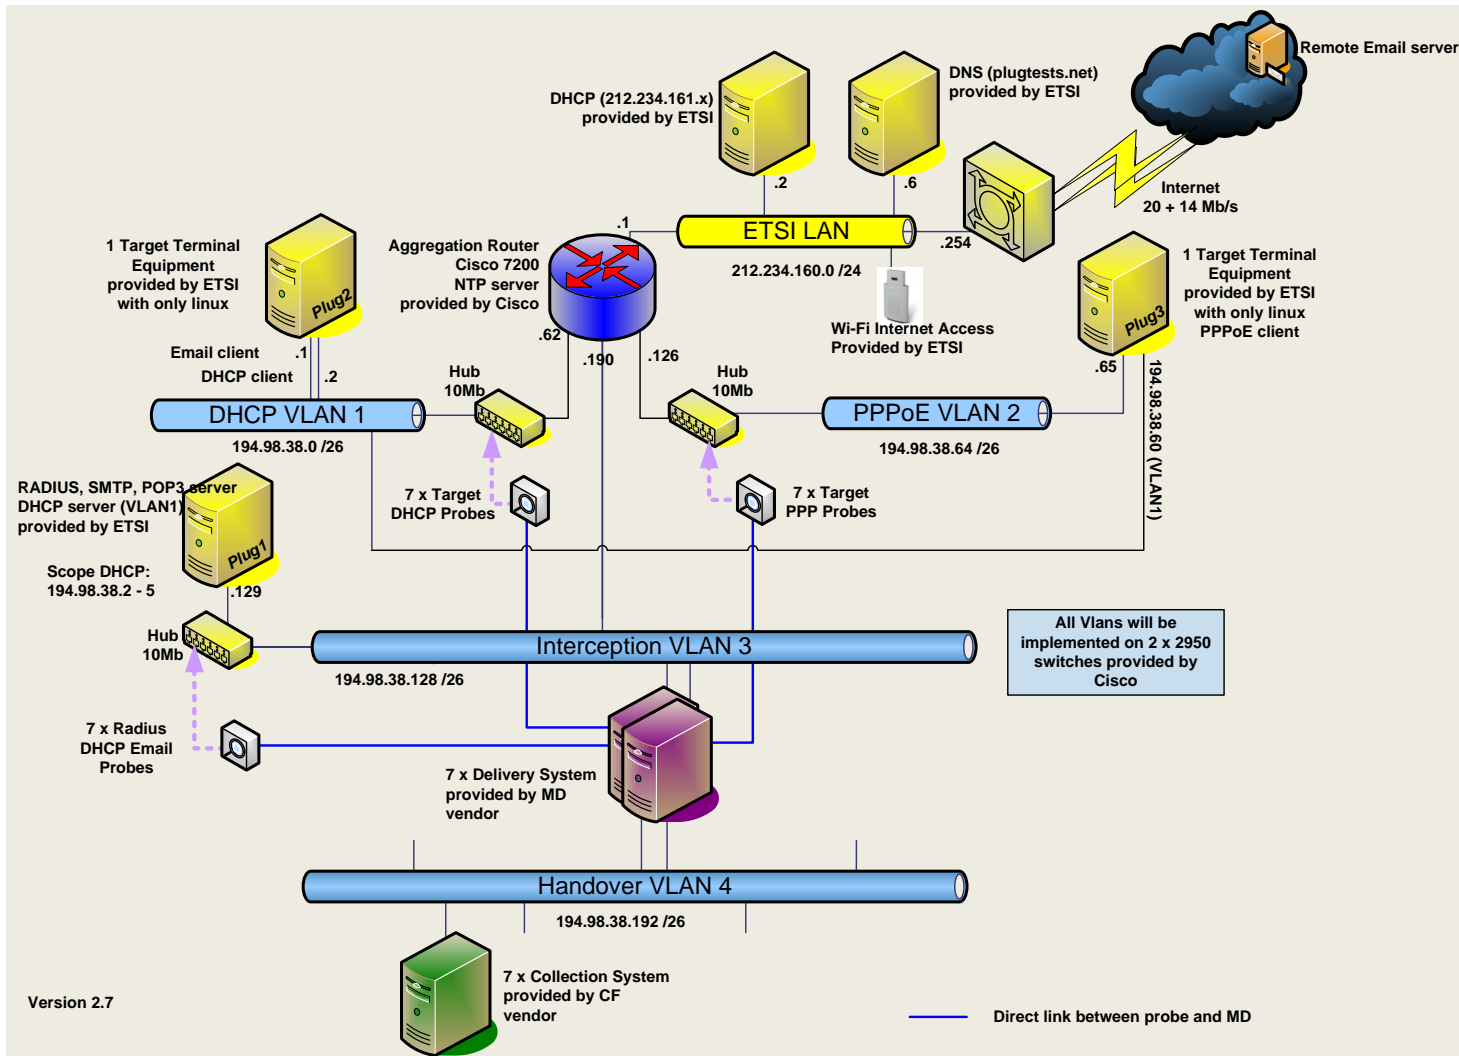 Remote Email server
DNS (plugtests.net)
provided by ETSI
DHCP (212.234.161.x)
provided by ETSI
.2
.6
Internet
20 + 14 Mb/s
.1
ETSI LAN
.254
212.234.160.0 /24
1 Target Terminal
Equipment
provided by ETSI
with only linux
Plug2
Aggregation Router
Cisco 7200
NTP server
provided by Cisco
Wi-Fi Internet Access
Provided by ETSI
1 Target Terminal
Equipment
provided by ETSI
with only linux
PPPoE client
Plug3
.62
.190
.126
.65
194.98.38.60 (VLAN1)
Email client
.1
DHCP client
.2
Hub
10Mb
Hub
10Mb
DHCP VLAN 1
194.98.38.0 /26
PPPoE VLAN 2
194.98.38.64 /26
RADIUS, SMTP, POP3 server
DHCP server (VLAN1)
provided by ETSI
Plug1
7 x Target
DHCP Probes
7 x Target
PPP Probes
Scope DHCP:
194.98.38.2 - 5
.129
Hub
10Mb
Interception VLAN 3
194.98.38.128 /26
All Vlans will be
implemented on 2 x 2950
switches provided by
Cisco
7 x Radius
DHCP Email
Probes
7 x Delivery System
provided by MD
vendor
Handover VLAN 4
194.98.38.192 /26
7 x Collection System
provided by CF
vendor
Version 2.7
Direct link between probe and MD